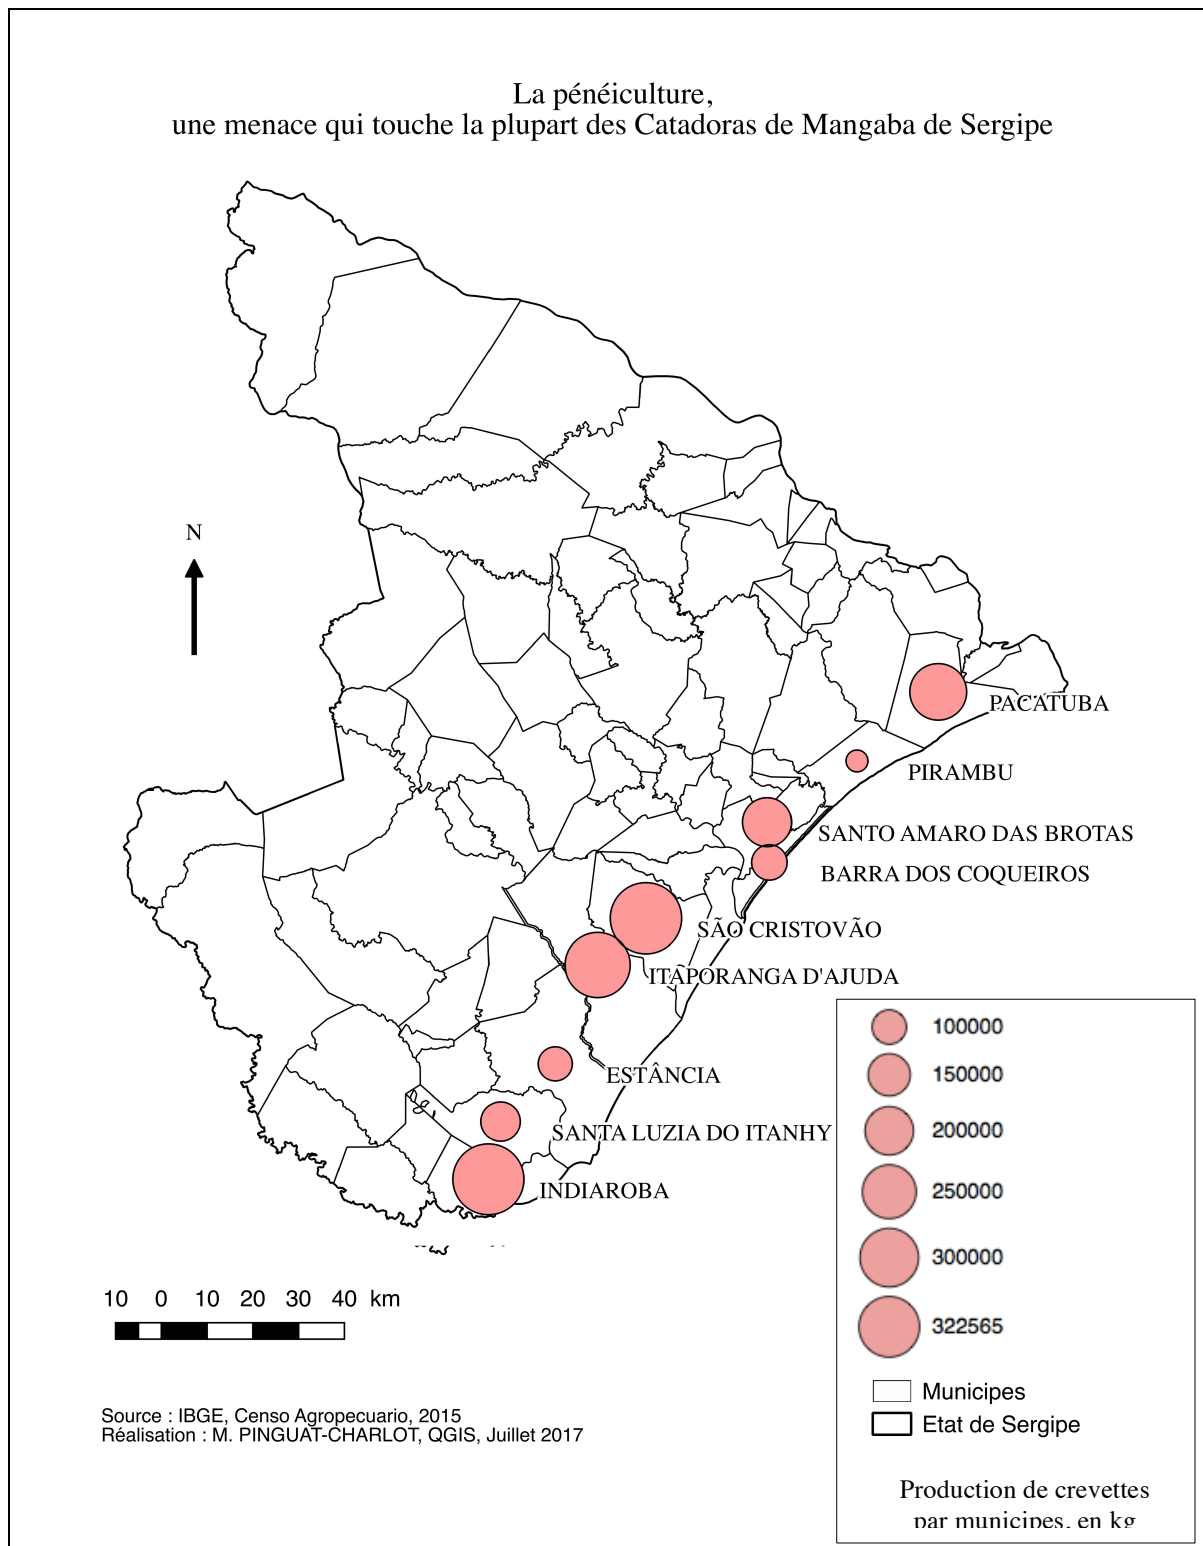 La pénéiculture,
une menace qui touche la plupart des Catadoras de Mangaba de Sergipe
N
PACATUBA
PIRAMBU
SANTO AMARO DAS BROTAS
BARRA DOS COQUEIROS
SÃO CRISTOVÃO
ITAPORANGA D'AJUDA
ESTÂNCIA
SANTA LUZIA DO ITANHY
INDIAROBA
100000
150000
200000
250000
300000
322565
Municipes
Etat de Sergipe
Production de crevettes
par municipes, en kg
10 0 10 20 30 40 km
Source : IBGE, Censo Agropecuario, 2015
Réalisation : M. PINGUAT-CHARLOT, QGIS, Juillet 2017